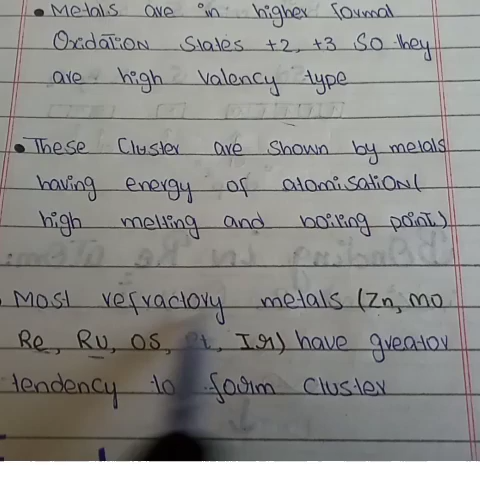 • Metals are in higher formal
Oxidation States +2, +3 So they
are high valency type
• These Cluster are shown by metals
having energy of atomisation (
high melting and boiling point)
Most refractory metals (Zn, Mo
Re, Ru, Os, Pt, Ir) have greator
tendency to form cluster